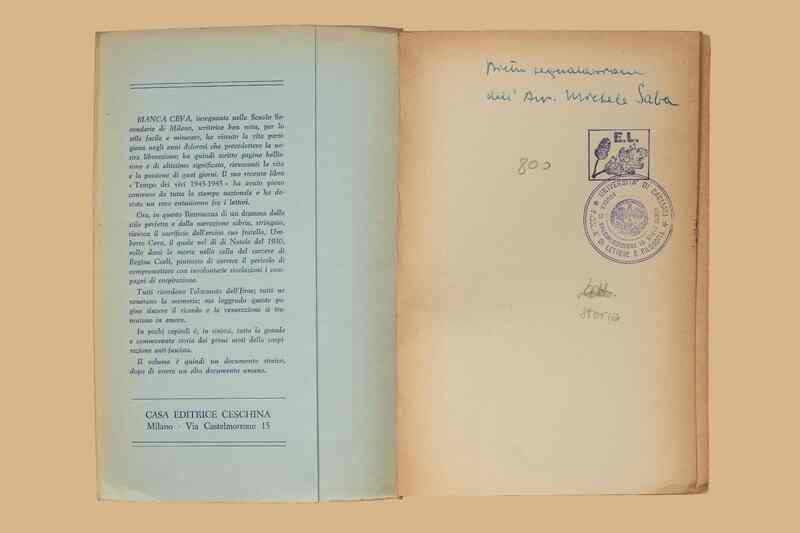 BIANCA CEVA, insegnante nelle Scuole Se-
condarie di Milano, scrittrice ben nota, per lo
stile facile e misurato, ha vissuto la vita parti-
giana negli anni dolorosi che precedettero la no-
stra liberazione; ha quindi scritto pagine bellis-
sime e di altissimo significato, rievocanti la vita
e la passione di quei giorni. Il suo recente libro
« Tempo dei vivi 1943-1945 » ha avuto pieno
consenso da tutta la stampa nazionale e ha de-
stato un vero entusiasmo fra i lettori.
Ora, in questo Retroscena di un dramma dallo
stile perfetto e dalla narrazione sobria, stringata,
rievoca il sacrificio dell'eroico suo fratello, Um-
berto Ceva, il quale nel dì di Natale del 1930,
volle darsi la morte nella cella del carcere di
Regina Coeli, piuttosto di correre il pericolo di
compromettere con involontarie rivelazioni i com-
pagni di cospirazione.
Tutti ricordano l'olocausto dell'Eroe; tutti ne
venerano la memoria; ma leggendo queste pa-
gine sincere il ricordo e la venerazione si tra-
mutano in amore.
In pochi capitoli è, in sintesi, tutta la grande
e commovente storia dei primi moti della cospi-
razione anti-fascista.
Il volume è quindi un documento storico,
dopo di essere un alto documento umano.
CASA EDITRICE CESCHINA
Milano - Via Castelmorrone 15
dell' Avv. Michele Saba
E.L.
800
UNIVERSITA' DI CAGLIARI
FACOLTA' DI LETTERE E FILOSOFIA
Storia